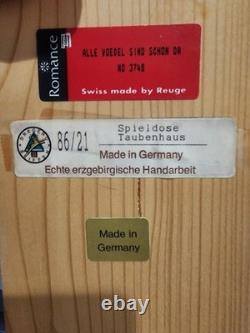 Romance
ALLE VOEDEL SIND SCHON DA
NO 3748
Swiss made by Reuge
86/21
Spieldose
Taubenhaus
Made in Germany
Echte erzgebirgische Handarbeit
Made in
Germany